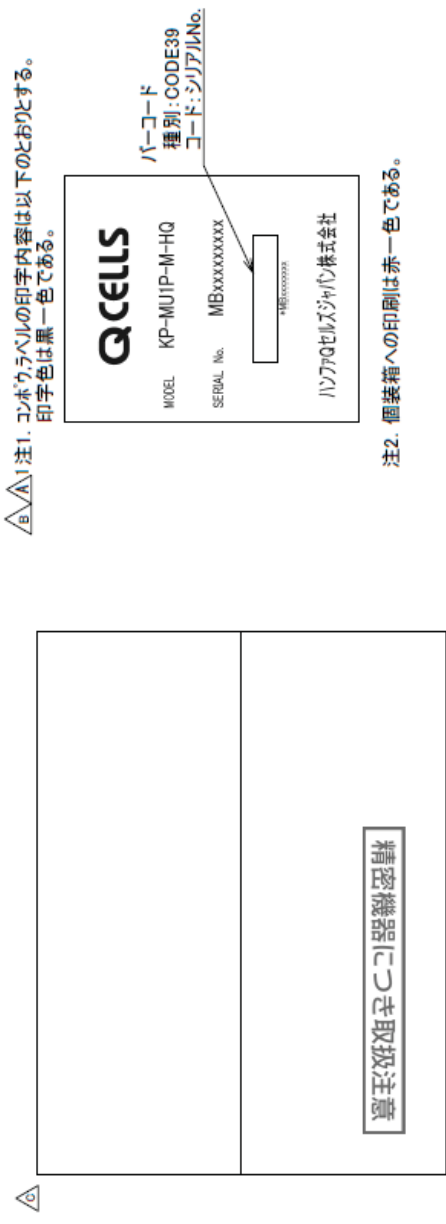 B A 1 注1. コンポウラベルの印字内容は以下のとおりとする。
印字色は黒一色である。
バーコード
種別:CODE39
コード:シリアルNo.
Q CELLS
MODEL KP-MU1P-M-HQ
SERIAL No. MBxxxxxxxxx
*MBxxxxxxxxx
ハンファQセルズジャパン株式会社
注2. 個装箱への印刷は赤一色である。
C
精密機器につき取扱注意